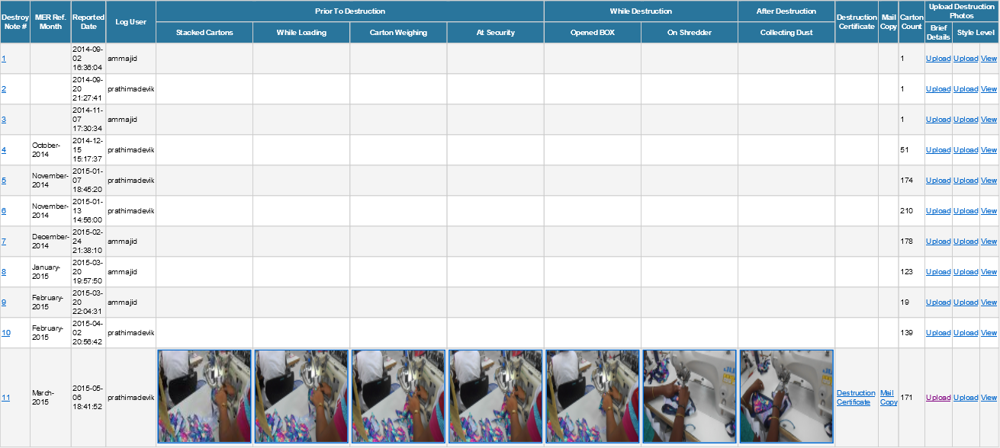 Destroy Note # MER Ref. Month Reported Date Log User Prior To Destruction While Destruction After Destruction Destruction Certificate Mail Copy Carton Count Upload Destruction Photos
Stacked Cartons While Loading Carton Weighing At Security Opened BOX On Shredder Collecting Dust Brief Details Style Level
1 2014-09-02 16:36:04 ammajid 1 Upload Upload View
2 2014-09-20 21:27:41 prathimadevik 1 Upload Upload View
3 2014-11-07 17:30:34 ammajid 1 Upload Upload View
4 October-2014 2014-12-15 15:17:37 prathimadevik 51 Upload Upload View
5 November-2014 2015-01-07 18:45:20 prathimadevik 174 Upload Upload View
6 November-2014 2015-01-13 14:56:00 prathimadevik 210 Upload Upload View
7 December-2014 2015-02-24 21:38:10 ammajid 178 Upload Upload View
8 January-2015 2015-03-20 19:57:50 ammajid 123 Upload Upload View
9 February-2015 2015-03-20 22:04:31 ammajid 19 Upload Upload View
10 February-2015 2015-04-02 20:56:42 prathimadevik 139 Upload Upload View
11 March-2015 2015-05-06 18:41:52 prathimadevik Destruction Certificate Mail Copy 171 Upload Upload View